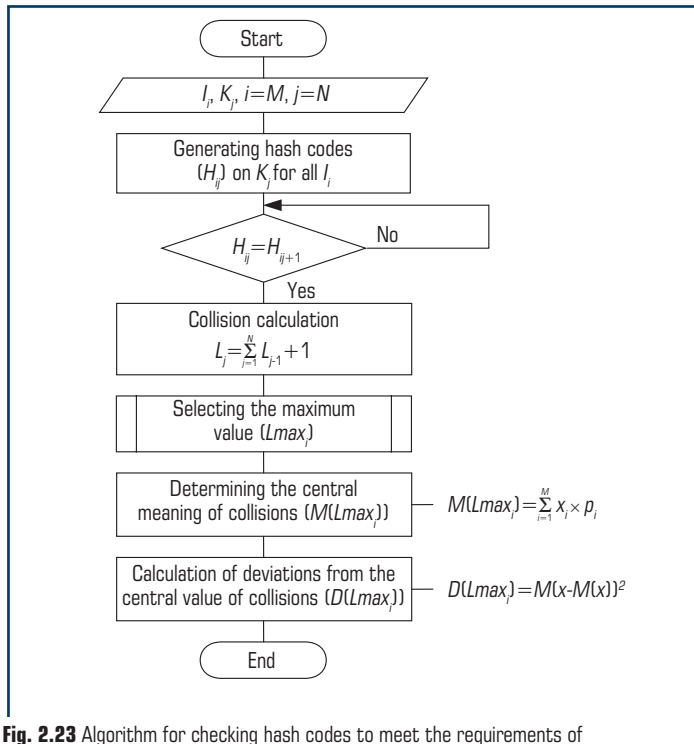 Start
I_i, K_j, i=M, j=N
Generating hash codes
(H_ij) on K_j for all I_i
H_ij=H_ij+1
No
Yes
Collision calculation
L_j=∑_{j=1}^{N} L_j-1+1
Selecting the maximum
value (Lmax_i)
Determining the central
meaning of collisions (M(Lmax_i))
M(Lmax_i)=∑_{i=1}^{M} x_i×p_i
Calculation of deviations from the
central value of collisions (D(Lmax_i))
D(Lmax_i)=M(x-M(x))²
End
Fig. 2.23 Algorithm for checking hash codes to meet the requirements of